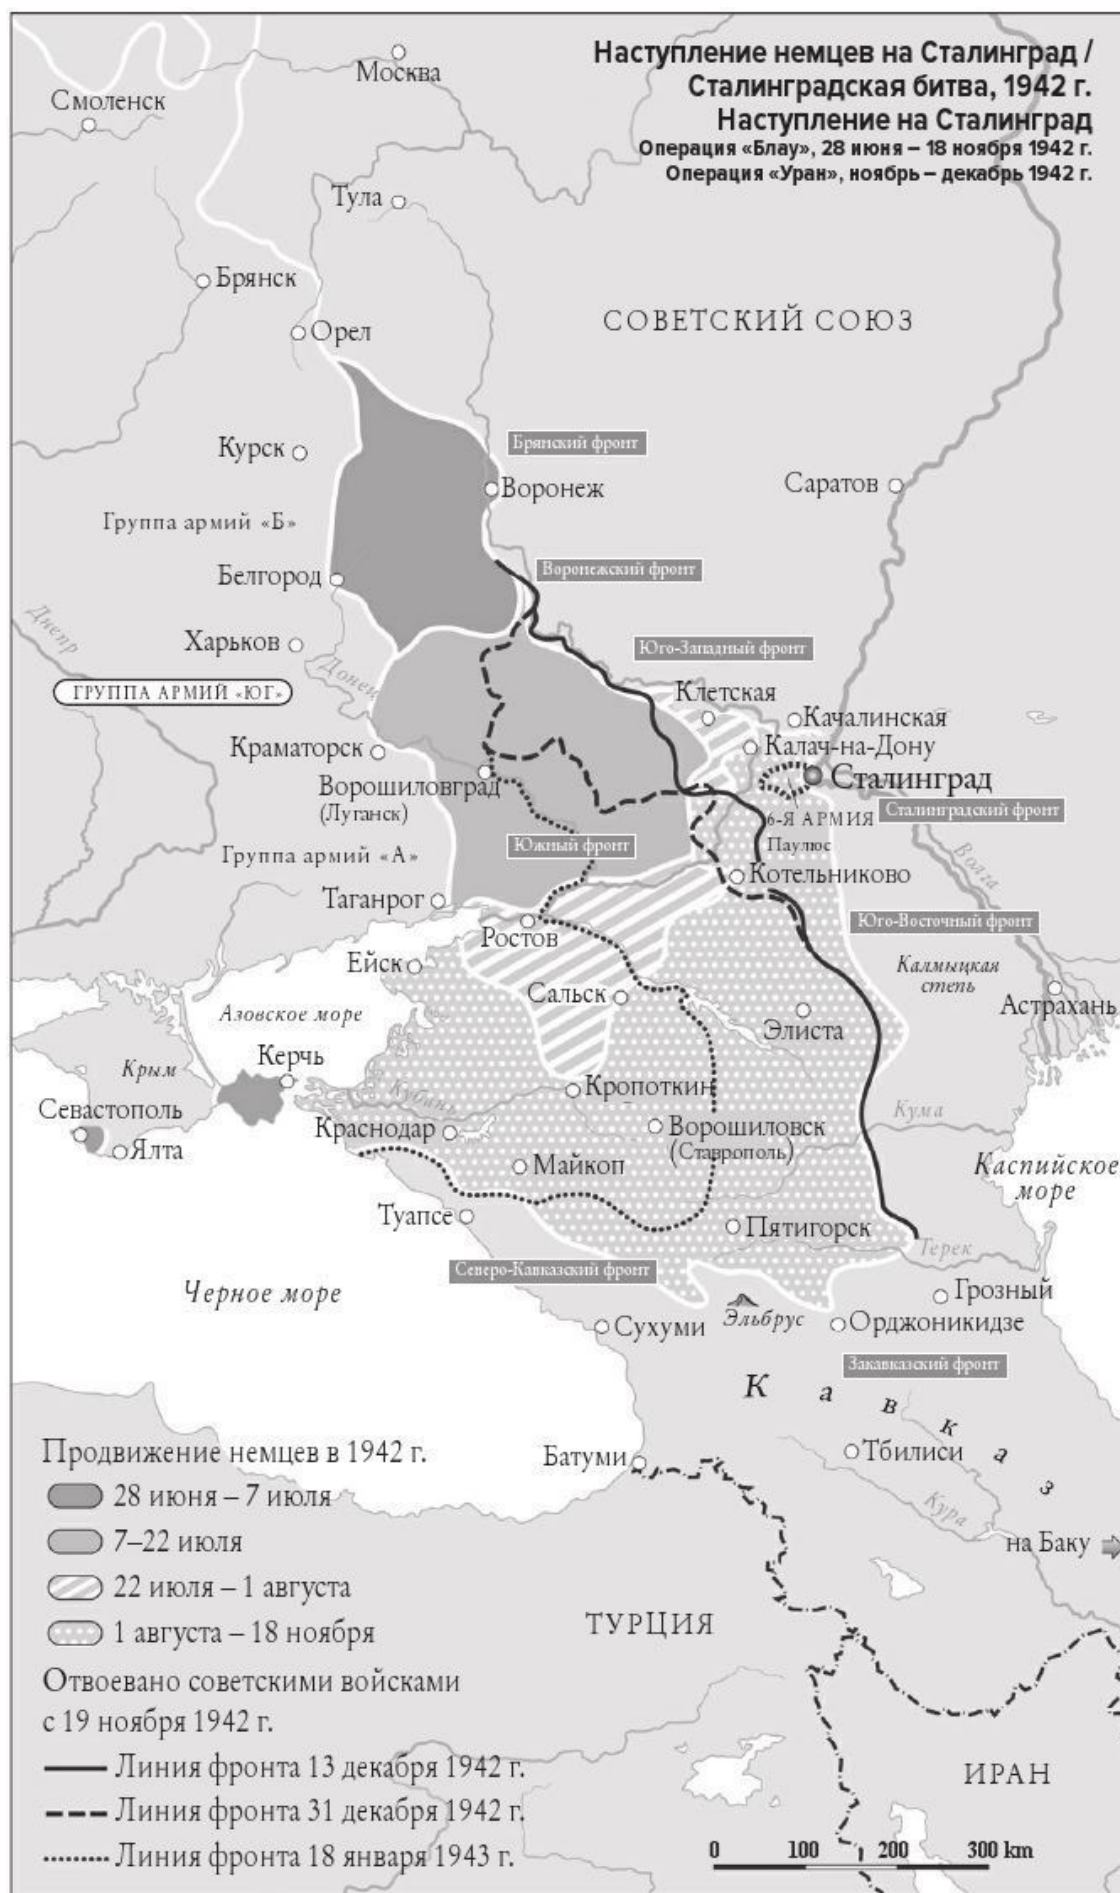 Наступление немцев на Сталинград /
Сталинградская битва, 1942 г.
Наступление на Сталинград
Операция «Блау», 28 июня – 18 ноября 1942 г.
Операция «Уран», ноябрь – декабрь 1942 г.
Москва
Смоленск
Тула
Брянск
СОВЕТСКИЙ СОЮЗ
Орел
Брянский фронт
Курск
Воронеж
Саратов
Группа армий «Б»
Воронежский фронт
Белгород
Днепр
Харьков
Юго-Западный фронт
Донец
ГРУППА АРМИЙ «ЮГ»
Клетская
Качалинская
Краматорск
Калач-на-Дону
Ворошиловград
(Луганск)
Сталинград
Сталинградский фронт
6-Я АРМИЯ
Паулюс
Южный фронт
Группа армий «А»
Волга
Котельниково
Таганрог
Юго-Восточный фронт
Ростов
Ейск
Калмыцкая
степь
Сальск
Астрахань
Азовское море
Элиста
Керчь
Крым
Кропоткин
Кубань
Севастополь
Кума
Краснодар
Ворошиловск
(Ставрополь)
Ялта
Майкоп
Каспийское
море
Туапсе
Пятигорск
Терек
Северо-Кавказский фронт
Черное море
Грозный
Эльбрус
Сухуми
Орджоникидзе
Закавказский фронт
Кавказ
Батуми
Тбилиси
Кура
на Баку
ТУРЦИЯ
ИРАН
Продвижение немцев в 1942 г.
28 июня – 7 июля
7–22 июля
22 июля – 1 августа
1 августа – 18 ноября
Отвоевано советскими войсками
с 19 ноября 1942 г.
Линия фронта 13 декабря 1942 г.
Линия фронта 31 декабря 1942 г.
Линия фронта 18 января 1943 г.
0 100 200 300 km